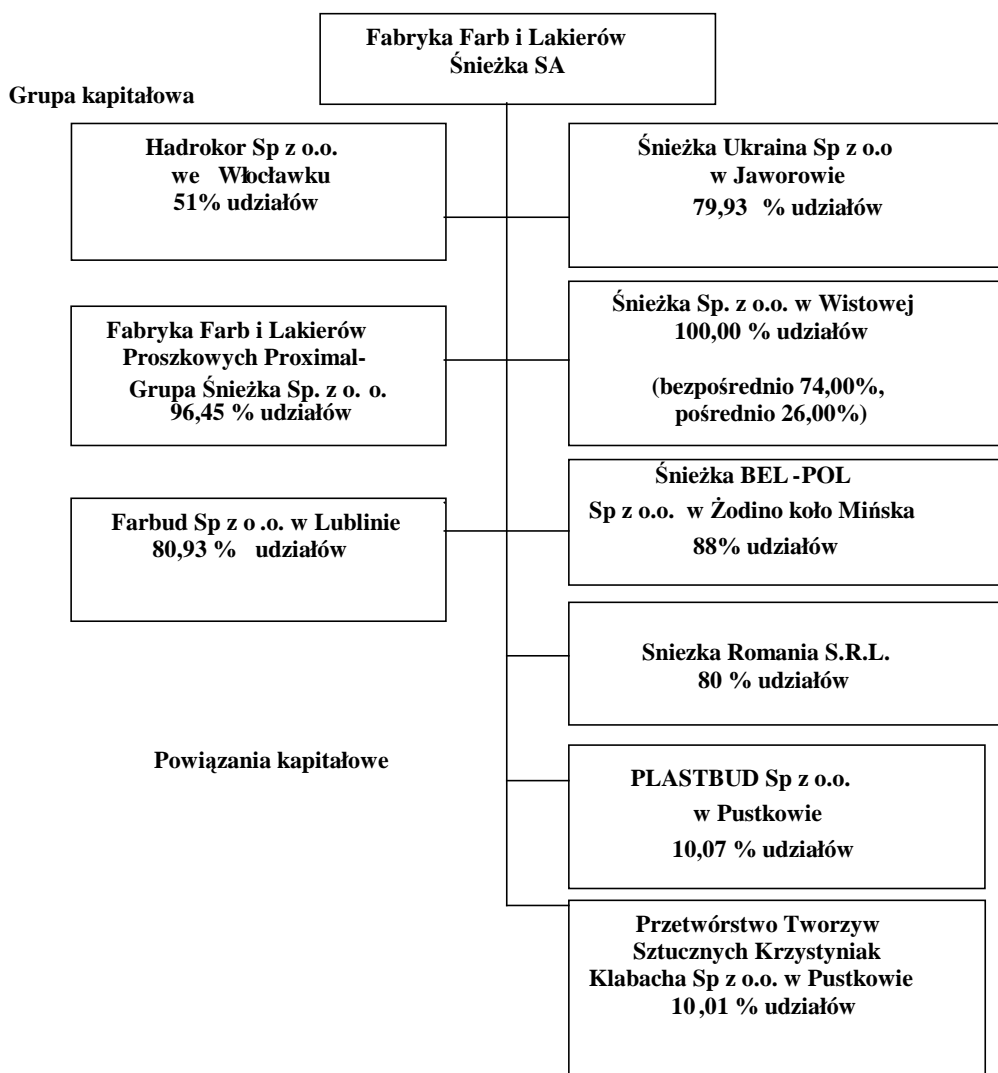 Fabryka Farb i Lakierów
Śnieżka SA
Grupa kapitałowa
Hadrokor Sp z o.o.
we Włocławku
51% udziałów
Śnieżka Ukraina Sp z o.o
w Jaworowie
79,93 % udziałów
Fabryka Farb i Lakierów
Proszkowych Proximal-
Grupa Śnieżka Sp. z o. o.
96,45 % udziałów
Śnieżka Sp. z o.o. w Wistowej
100,00 % udziałów
(bezpośrednio 74,00%,
pośrednio 26,00%)
Farbud Sp z o .o. w Lublinie
80,93 % udziałów
Śnieżka BEL -POL
Sp z o.o. w Żodino koło Mińska
88% udziałów
Sniezka Romania S.R.L.
80 % udziałów
Powiązania kapitałowe
PLASTBUD Sp z o.o.
w Pustkowie
10,07 % udziałów
Przetwórstwo Tworzyw
Sztucznych Krzystyniak
Klabacha Sp z o.o. w Pustkowie
10,01 % udziałów